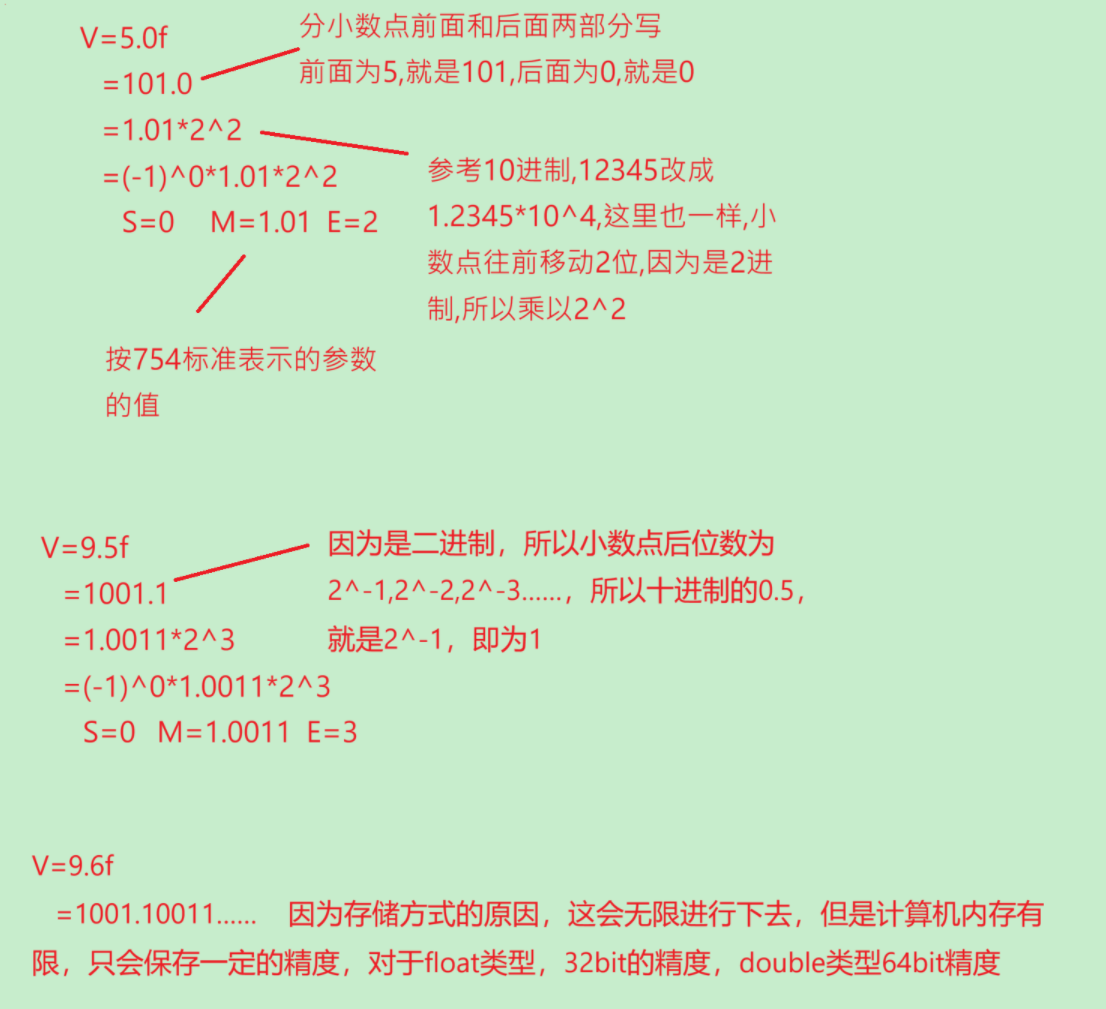 V=5.0f
分小数点前面和后面两部分写
=101.0
前面为5,就是101,后面为0,就是0
=1.01*2^2
=(-1)^0*1.01*2^2
参考10进制,12345改成
S=0 M=1.01 E=2
1.2345*10^4,这里也一样,小
数点往前移动2位,因为是2进
制,所以乘以2^2
按754标准表示的参数
的值
V=9.5f
因为是二进制，所以小数点后位数为
=1001.1
2^-1,2^-2,2^-3......，所以十进制的0.5，
=1.0011*2^3
就是2^-1，即为1
=(-1)^0*1.0011*2^3
S=0 M=1.0011 E=3
V=9.6f
=1001.10011...... 因为存储方式的原因，这会无限进行下去，但是计算机内存有
限，只会保存一定的精度，对于float类型，32bit的精度，double类型64bit精度